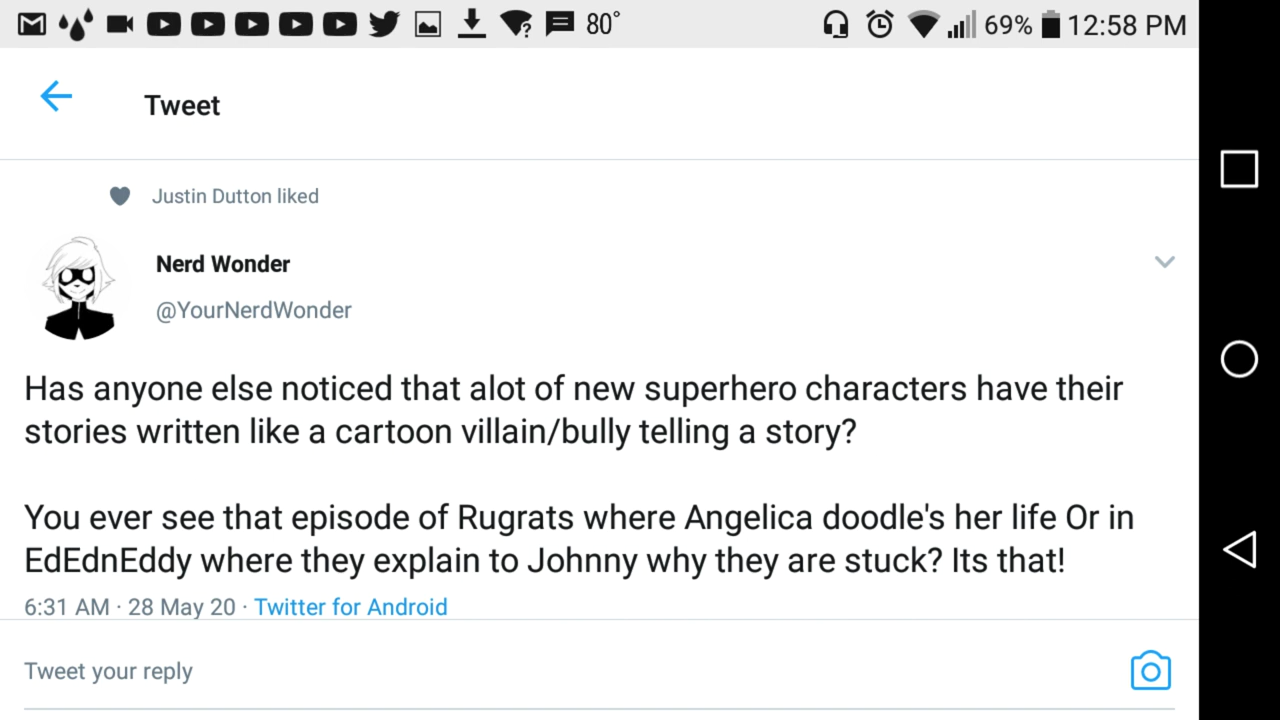 80°
69%
12:58 PM
Tweet
Justin Dutton liked
Nerd Wonder
@YourNerdWonder
Has anyone else noticed that alot of new superhero characters have their
stories written like a cartoon villain/bully telling a story?
You ever see that episode of Rugrats where Angelica doodle's her life Or in
EdEdnEddy where they explain to Johnny why they are stuck? Its that!
6:31 AM · 28 May 20 · Twitter for Android
Tweet your reply